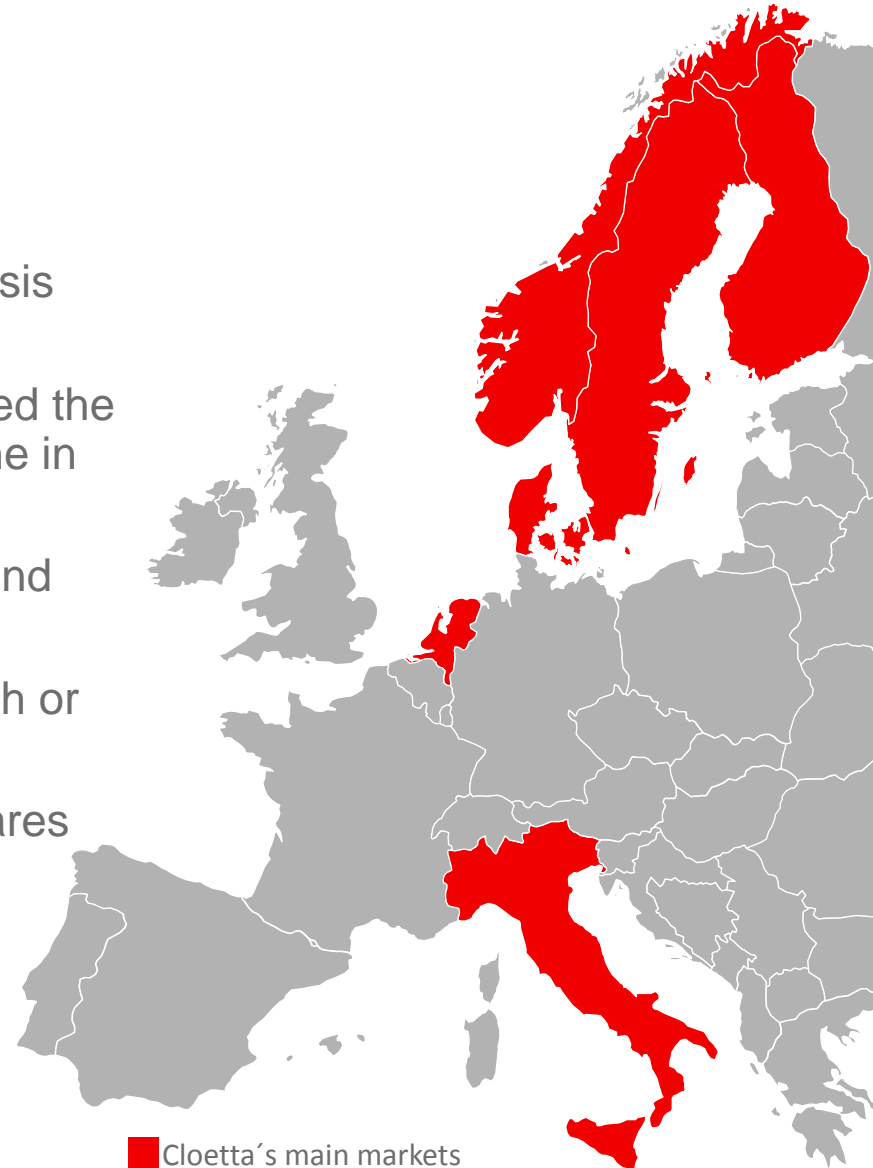 sis
ed the
ne in
nd
h or
ares
Cloetta´s main markets